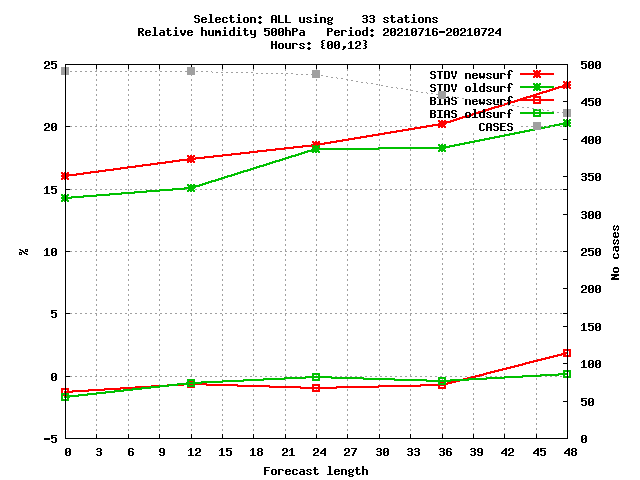 Selection: ALL using    33 stations
Relative humidity 500hPa   Period: 20210716-20210724
Hours: {00,12}
STDV newsurf
STDV oldsurf
BIAS newsurf
BIAS oldsurf
CASES
25
20
15
10
5
0
-5
%
500
450
400
350
300
250
200
150
100
50
0
No cases
0 3 6 9 12 15 18 21 24 27 30 33 36 39 42 45 48
Forecast length